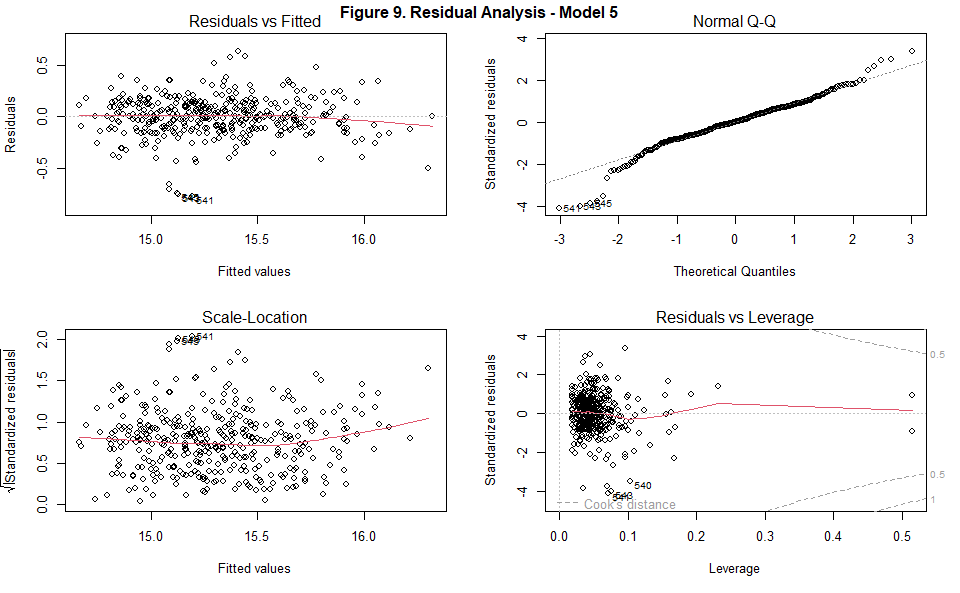 Figure 9. Residual Analysis - Model 5
Residuals vs Fitted
Residuals
0.5
0.0
-0.5
541
15.0 15.5 16.0
Fitted values
Normal Q-Q
Standardized residuals
4
2
0
-2
-4
541
-3 -2 -1 0 1 2 3
Theoretical Quantiles
Scale-Location
√|Standardized residuals|
2.0
1.5
1.0
0.5
0.0
541
15.0 15.5 16.0
Fitted values
Residuals vs Leverage
Standardized residuals
4
2
0
-2
-4
0.5
0.5
1
540
543
Cook's distance
0.0 0.1 0.2 0.3 0.4 0.5
Leverage